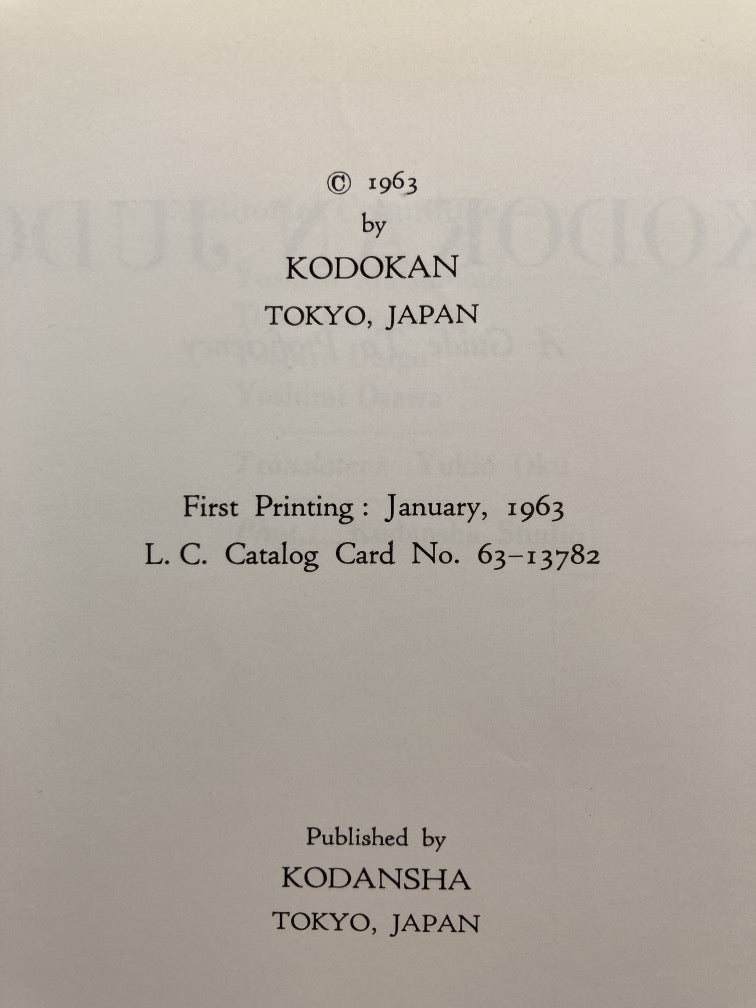 © 1963
by
KODOKAN
TOKYO, JAPAN
First Printing : January, 1963
L. C. Catalog Card No. 63–13782
Published by
KODANSHA
TOKYO, JAPAN